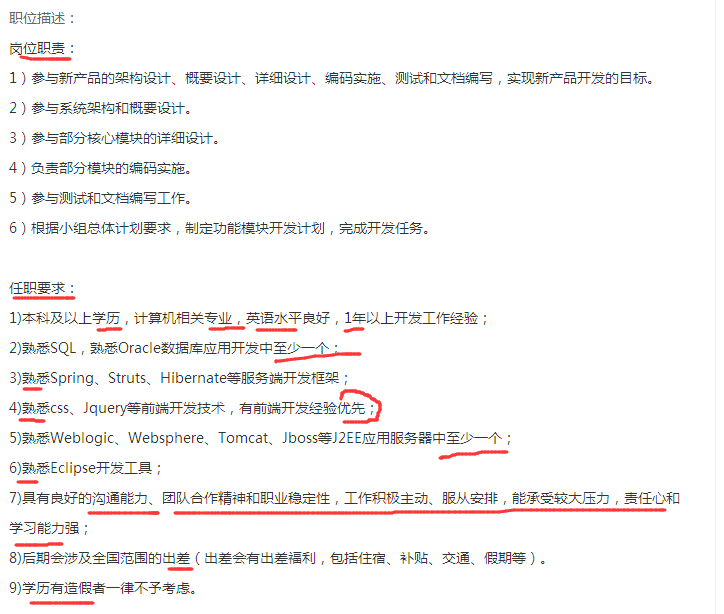 职位描述：
岗位职责：
1）参与新产品的架构设计、概要设计、详细设计、编码实施、测试和文档编写，实现新产品开发的目标。
2）参与系统架构和概要设计。
3）参与部分核心模块的详细设计。
4）负责部分模块的编码实施。
5）参与测试和文档编写工作。
6）根据小组总体计划要求，制定功能模块开发计划，完成开发任务。
任职要求：
1)本科及以上学历，计算机相关专业，英语水平良好，1年以上开发工作经验；
2)熟悉SQL，熟悉Oracle数据库应用开发中至少一个；
3)熟悉Spring、Struts、Hibernate等服务端开发框架；
4)熟悉css、Jquery等前端开发技术，有前端开发经验优先；
5)熟悉Weblogic、Websphere、Tomcat、Jboss等J2EE应用服务器中至少一个；
6)熟悉Eclipse开发工具；
7)具有良好的沟通能力、团队合作精神和职业稳定性，工作积极主动、服从安排，能承受较大压力，责任心和
学习能力强；
8)后期会涉及全国范围的出差（出差会有出差福利，包括住宿、补贴、交通、假期等）。
9)学历有造假者一律不予考虑。